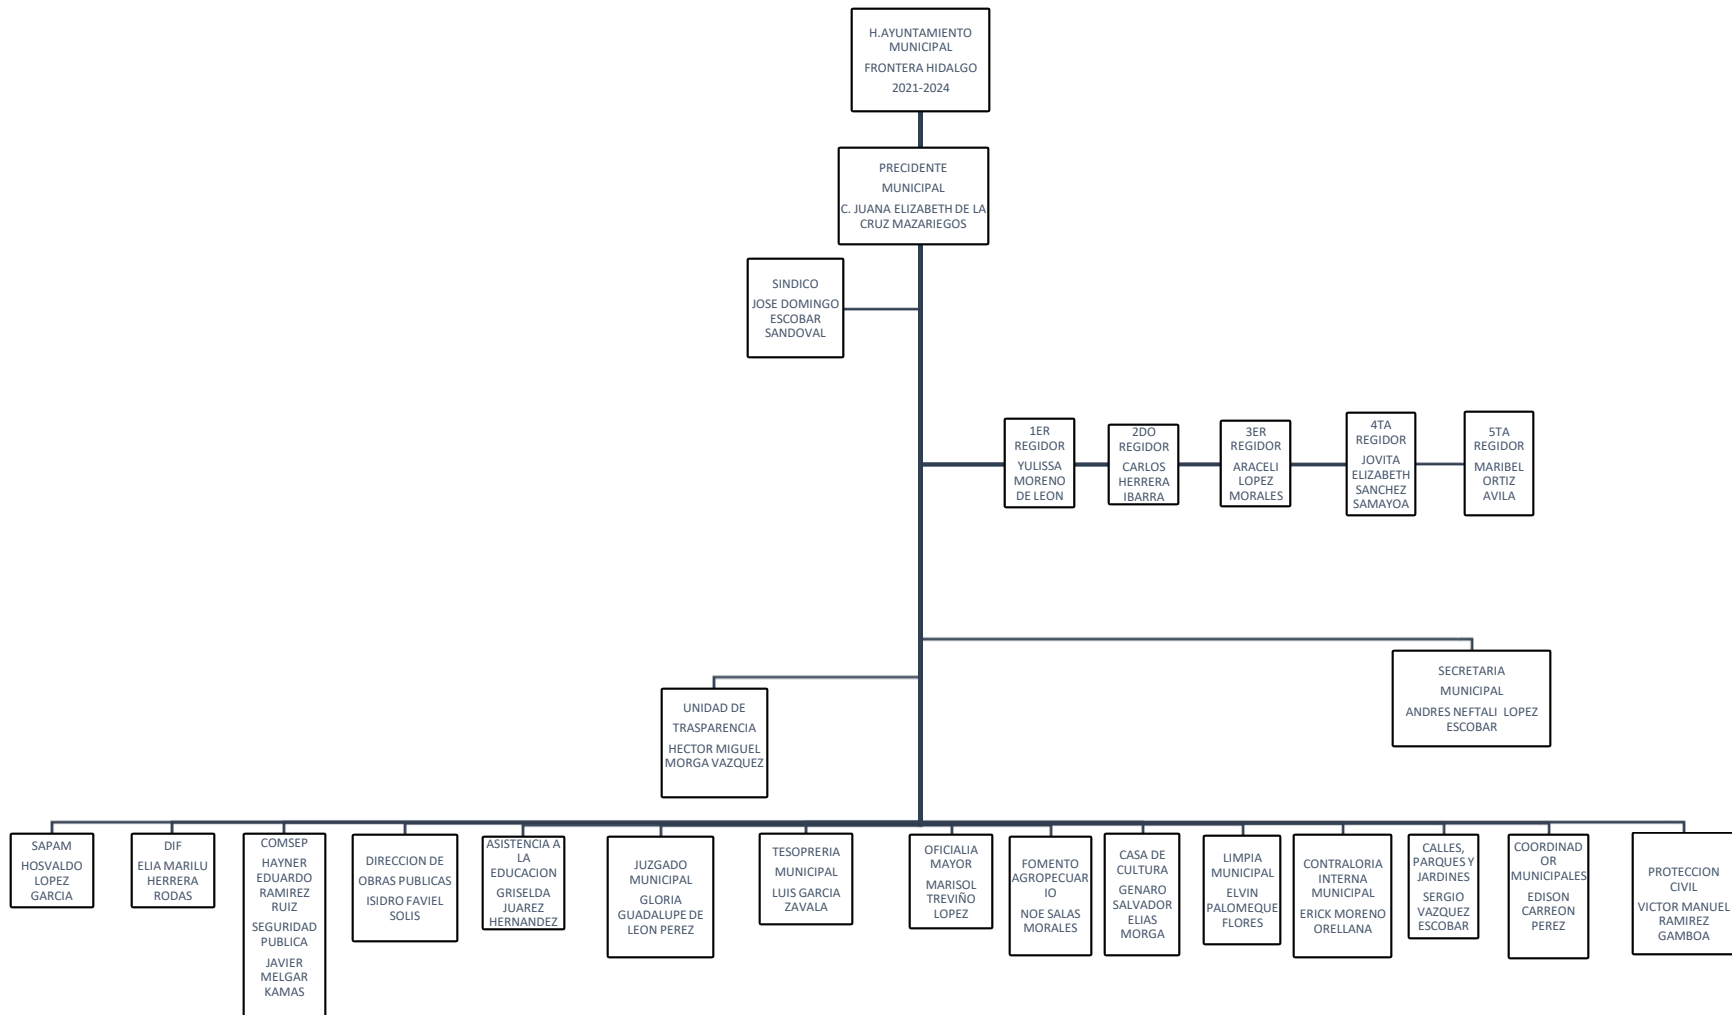 H.AYUNTAMIENTO
MUNICIPAL
FRONTERA HIDALGO
2021-2024
PRECIDENTE
MUNICIPAL
C. JUANA ELIZABETH DE LA
CRUZ MAZARIEGOS
SINDICO
JOSE DOMINGO
ESCOBAR
SANDOVAL
1ER
REGIDOR
YULISSA
MORENO
DE LEON
2DO
REGIDOR
CARLOS
HERRERA
IBARRA
3ER
REGIDOR
ARACELI
LOPEZ
MORALES
4TA
REGIDOR
JOVITA
ELIZABETH
SANCHEZ
SAMAYOA
5TA
REGIDOR
MARIBEL
ORTIZ
AVILA
SECRETARIA
MUNICIPAL
ANDRES NEFTALI LOPEZ
ESCOBAR
UNIDAD DE
TRASPARENCIA
HECTOR MIGUEL
MORGA VAZQUEZ
SAPAM
HOSVALDO
LOPEZ
GARCIA
DIF
ELIA MARILU
HERRERA
RODAS
COMSEP
HAYNER
EDUARDO
RAMIREZ
RUIZ
SEGURIDAD
PUBLICA
JAVIER
MELGAR
KAMAS
DIRECCION DE
OBRAS PUBLICAS
ISIDRO FAVIEL
SOLIS
ASISTENCIA A
LA
EDUCACION
GRISELDA
JUAREZ
HERNANDEZ
JUZGADO
MUNICIPAL
GLORIA
GUADALUPE DE
LEON PEREZ
TESOPRERIA
MUNICIPAL
LUIS GARCIA
ZAVALA
OFICIALIA
MAYOR
MARISOL
TREVIÑO
LOPEZ
FOMENTO
AGROPECUAR
IO
NOE SALAS
MORALES
CASA DE
CULTURA
GENARO
SALVADOR
ELIAS
MORGA
LIMPIA
MUNICIPAL
ELVIN
PALOMEQUE
FLORES
CONTRALORIA
INTERNA
MUNICIPAL
ERICK MORENO
ORELLANA
CALLES,
PARQUES Y
JARDINES
SERGIO
VAZQUEZ
ESCOBAR
COORDINAD
OR
MUNICIPALES
EDISON
CARREON
PEREZ
PROTECCION
CIVIL
VICTOR MANUEL
RAMIREZ
GAMBOA